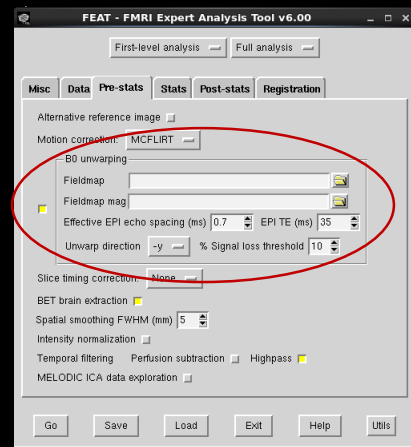 FEAT - FMRI Expert Analysis Tool v6.00
First-level analysis Full analysis
Misc Data Pre-stats Stats Post-stats Registration
Alternative reference image
Motion correction: MCFLIRT
B0 unwarping
Fieldmap
Fieldmap mag
Effective EPI echo spacing (ms) 0.7 EPI TE (ms) 35
Unwarp direction -y % Signal loss threshold 10
Slice timing correction: None
BET brain extraction
Spatial smoothing FWHM (mm) 5
Intensity normalization
Temporal filtering Perfusion subtraction Highpass
MELODIC ICA data exploration
Go Save Load Exit Help Utils